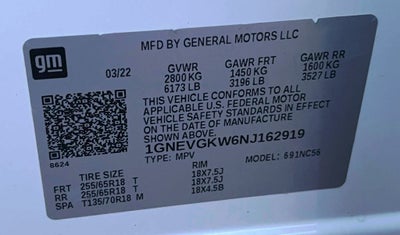 MFD BY GENERAL MOTORS LLC
gm
03/22
GVWR GAWR FRT GAWR RR
2800 KG 1450 KG 1600 KG
6173 LB 3196 LB 3527 LB
THIS VEHICLE CONFORMS TO ALL
APPLICABLE U.S. FEDERAL MOTOR
VEHICLE SAFETY STANDARDS IN EFFECT
ON THE DATE OF MANUFACTURE
SHOWN ABOVE.
1GNEVGKW6NJ162919
8624
TYPE: MPV MODEL: 691NC56
TIRE SIZE RIM
FRT 255/65R18 T 18X7.5J
RR 255/65R18 T 18X7.5J
SPA T135/70R18 M 18X4.5B